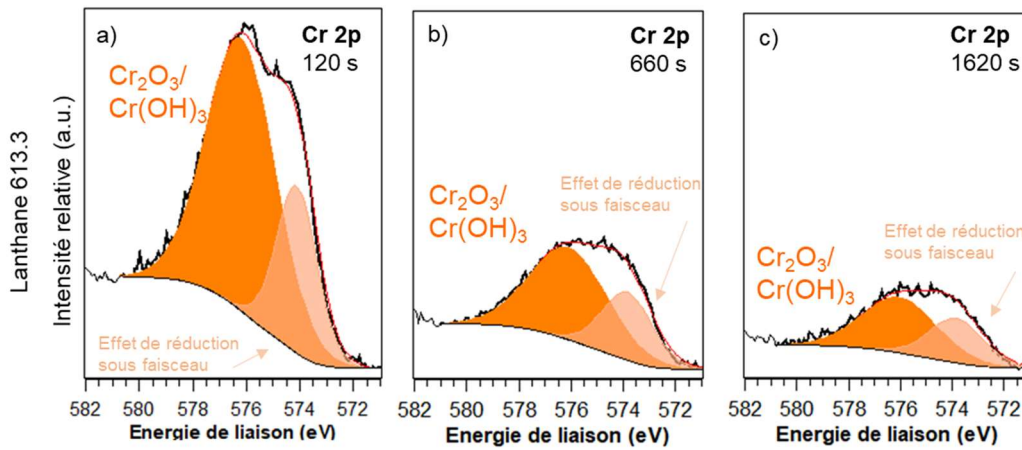 Lanthane 613.3
Intensité relative (a.u.)
a)
Cr 2p
120 s
Cr₂O₃/
Cr(OH)₃
Effet de réduction
sous faisceau
582 580 578 576 574 572
Energie de liaison (eV)
b)
Cr 2p
660 s
Effet de réduction
sous faisceau
Cr₂O₃/
Cr(OH)₃
582 580 578 576 574 572
Energie de liaison (eV)
c)
Cr 2p
1620 s
Effet de réduction
sous faisceau
Cr₂O₃/
Cr(OH)₃
582 580 578 576 574 572
Energie de liaison (eV)